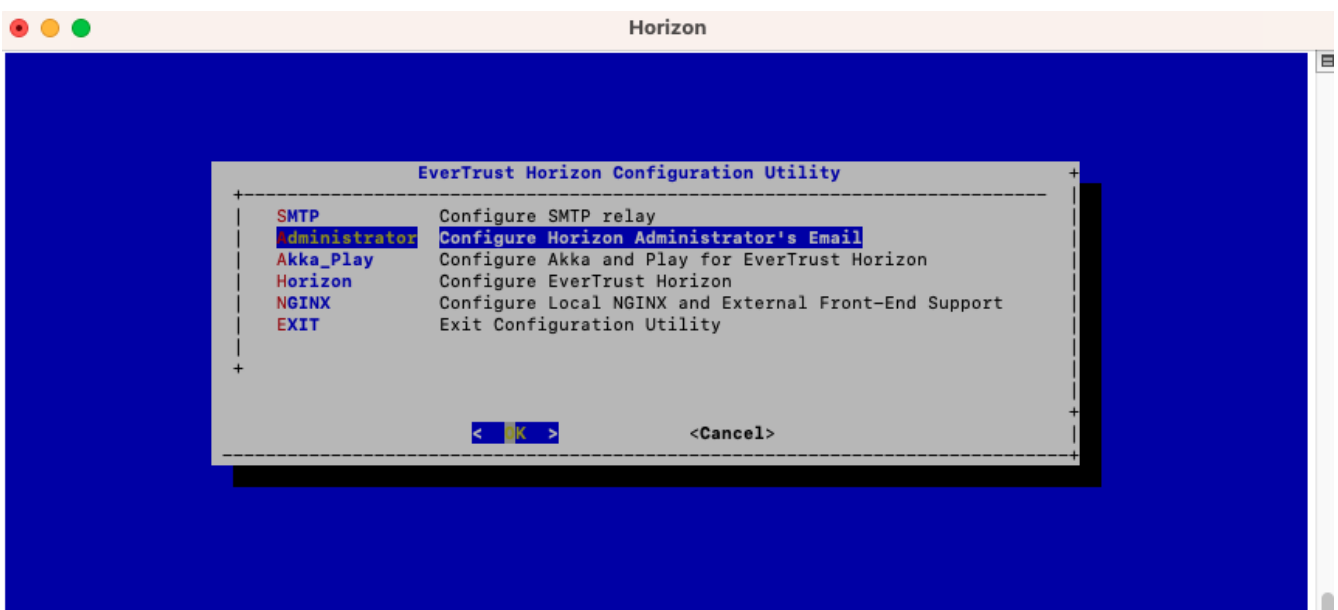 Horizon
EverTrust Horizon Configuration Utility
SMTP Configure SMTP relay
Administrator Configure Horizon Administrator's Email
Akka_Play Configure Akka and Play for EverTrust Horizon
Horizon Configure EverTrust Horizon
NGINX Configure Local NGINX and External Front-End Support
EXIT Exit Configuration Utility
< OK > <Cancel>